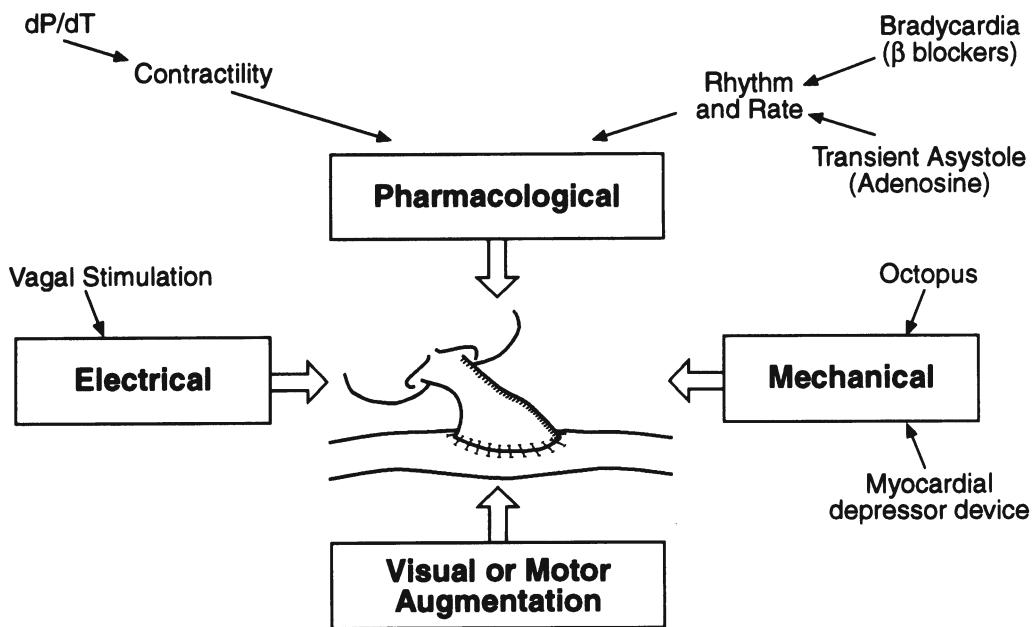 dP/dT
Contractility
Bradycardia
(β blockers)
Rhythm
and Rate
Transient Asystole
(Adenosine)
Pharmacological
Vagal Stimulation
Octopus
Electrical
Mechanical
Myocardial
depressor device
Visual or Motor
Augmentation